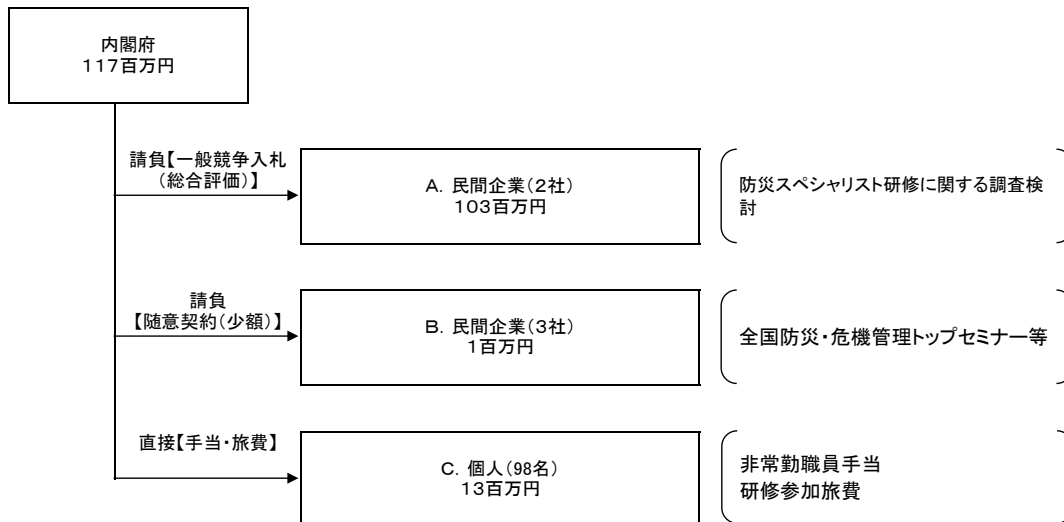 内閣府
117百万円
請負【一般競争入札
(総合評価)】
A. 民間企業(2社)
103百万円
防災スペシャリスト研修に関する調査検
討
請負
【随意契約(少額)】
B. 民間企業(3社)
1百万円
全国防災・危機管理トップセミナー等
直接【手当・旅費】
C. 個人(98名)
13百万円
非常勤職員手当
研修参加旅費